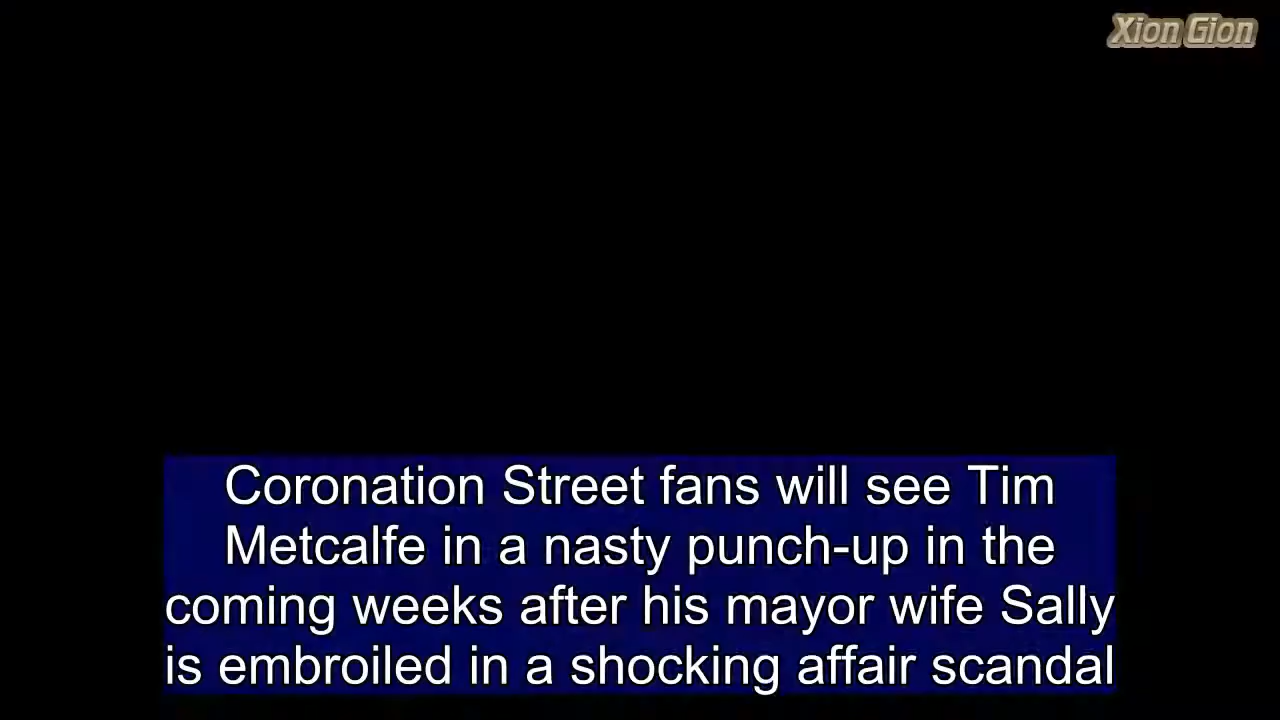 Xion Gion
Coronation Street fans will see Tim
Metcalfe in a nasty punch-up in the
coming weeks after his mayor wife Sally
is embroiled in a shocking affair scandal